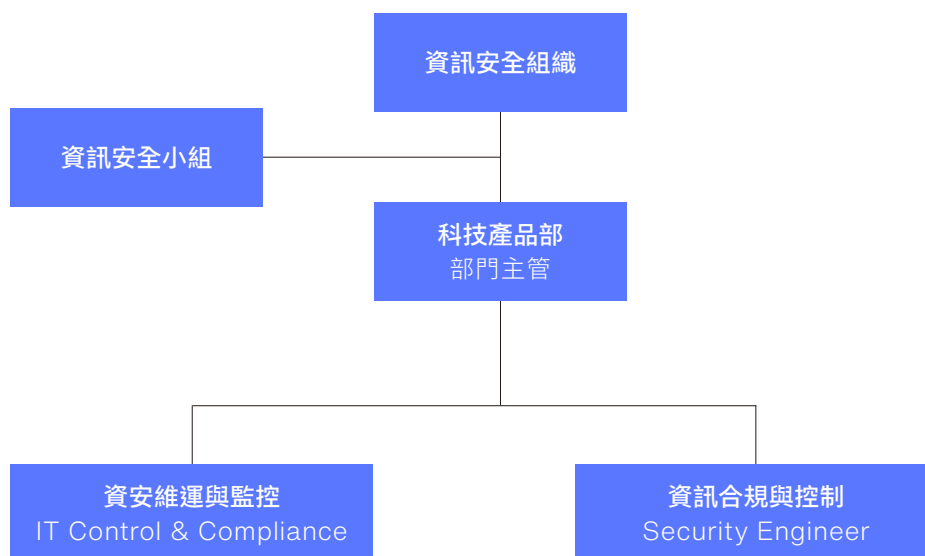 資訊安全組織
資訊安全小組
科技產品部
部門主管
資安維運與監控
IT Control & Compliance
資訊合規與控制
Security Engineer